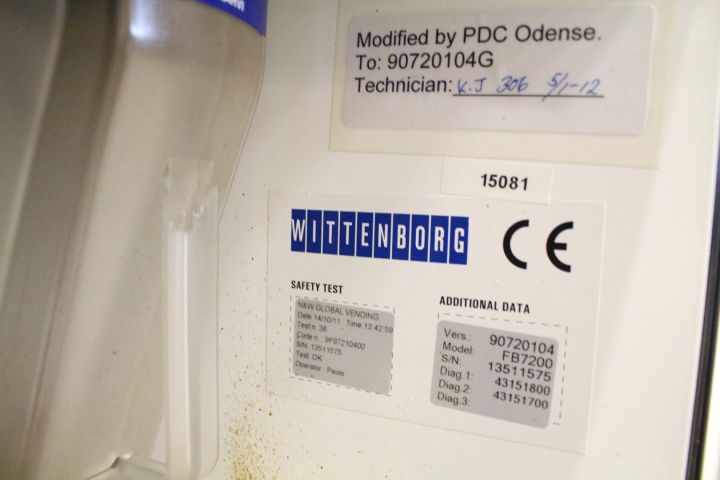 Modified by PDC Odense.
To: 90720104G
Technician: K.J 306 5/1-12
15081
WITTENBORG CE
SAFETY TEST
N&W GLOBAL VENDING
Date 14/10/11 Time 13:42:59
Test n. 26
Code n. : 9F97210400
S/N: 13511575
Test: OK
Operator : Paolo
ADDITIONAL DATA
Vers.: 90720104
Model: FB7200
S/N: 13511575
Diag.1: 43151800
Diag.2: 43151700
Diag.3: